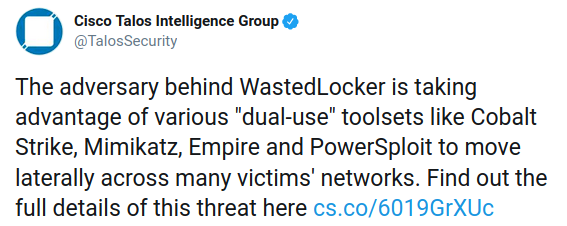 Cisco Talos Intelligence Group
@TalosSecurity
The adversary behind WastedLocker is taking
advantage of various "dual-use" toolsets like Cobalt
Strike, Mimikatz, Empire and PowerSploit to move
laterally across many victims' networks. Find out the
full details of this threat here cs.co/6019GrXUc